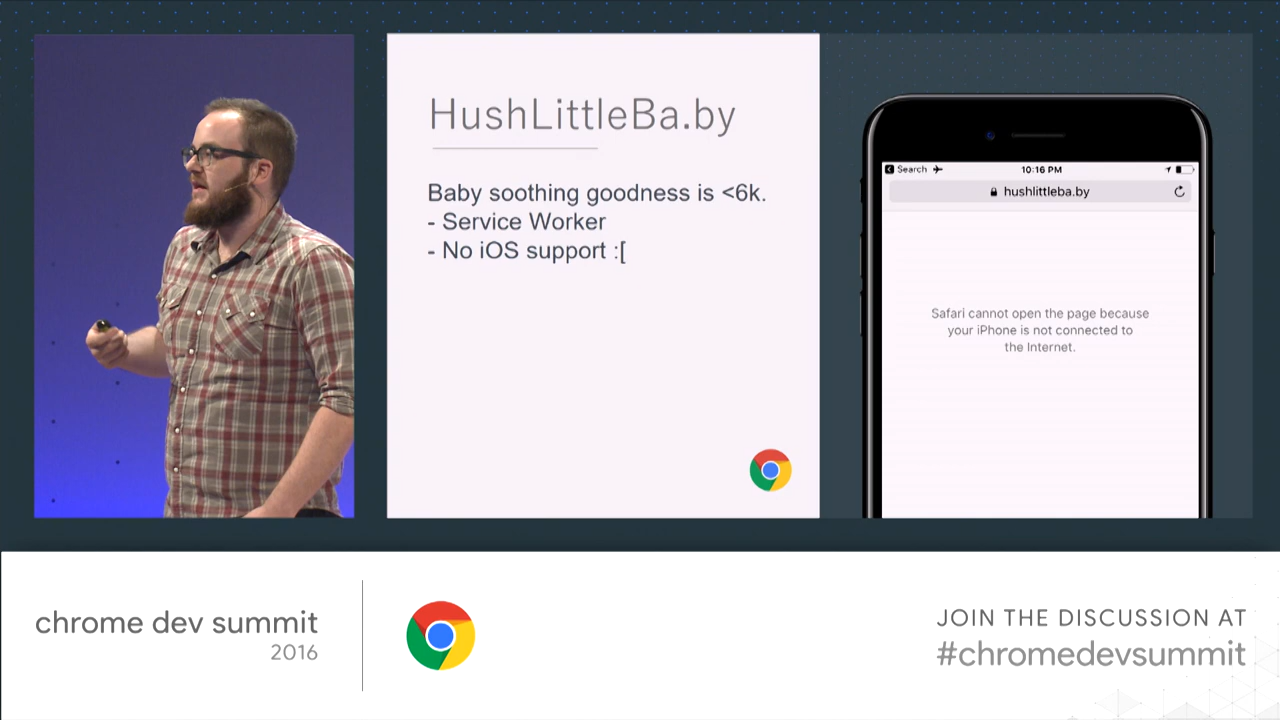 HushLittleBa.by
Baby soothing goodness is <6k.
- Service Worker
- No iOS support :[
Search
10:16 PM
hushlittleba.by
Safari cannot open the page because
your iPhone is not connected to
the Internet.
chrome dev summit
2016
JOIN THE DISCUSSION AT
#chromedevsummit